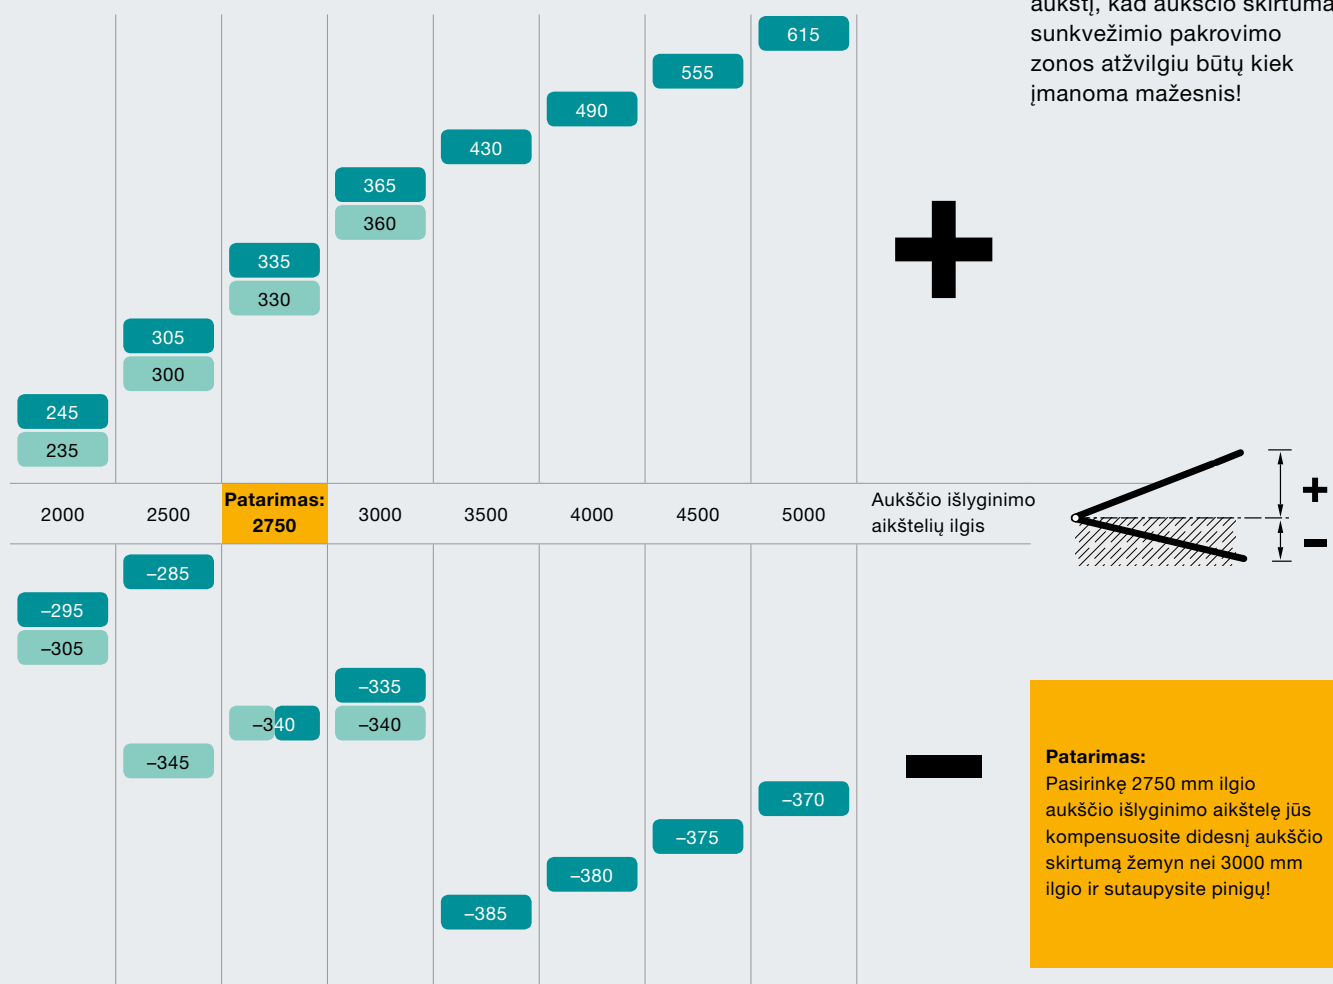 aukštį, kad aukščio skirtumas
sunkvežimio pakrovimo
zonos atžvilgiu būtų kiek
įmanoma mažesnis!
615
555
490
430
365
360
335
330
305
300
245
235
2000 2500 Patarimas: 2750 3000 3500 4000 4500 5000 Aukščio išlyginimo
aikštelių ilgis
+
–
–285
–295
–305
–335
–340 –340
–345
–370
–375
–380
–385
Patarimas:
Pasirinkę 2750 mm ilgio
aukščio išlyginimo aikštelę jūs
kompensuosite didesnį aukščio
skirtumą žemyn nei 3000 mm
ilgio ir sutaupysite pinigų!